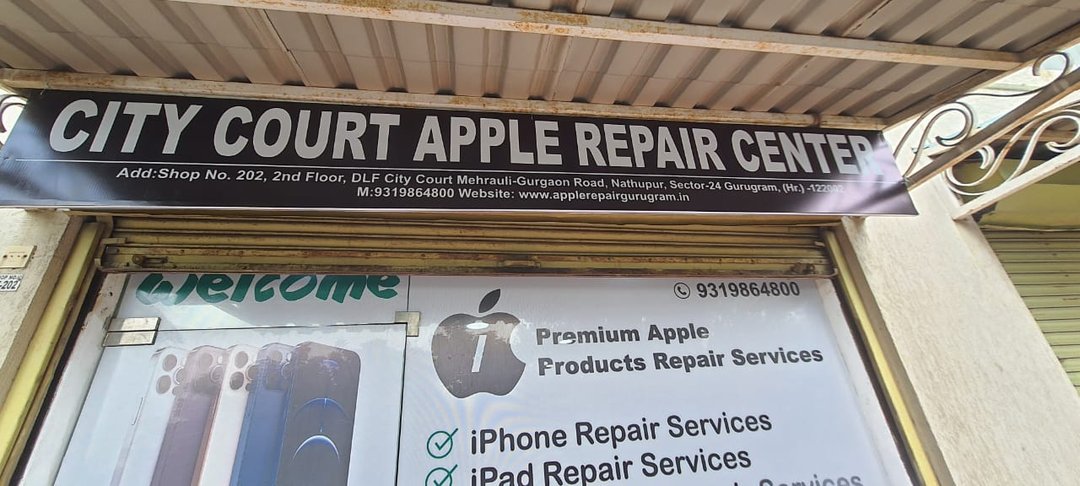 CITY COURT APPLE REPAIR CENTER
Add:Shop No. 202, 2nd Floor, DLF City Court Mehrauli-Gurgaon Road, Nathupur, Sector-24 Gurugram, (Hr.) -122002
M:9319864800 Website: www.applerepairgurugram.in
Welcome
9319864800
Premium Apple
Products Repair Services
iPhone Repair Services
iPad Repair Services
Services
202